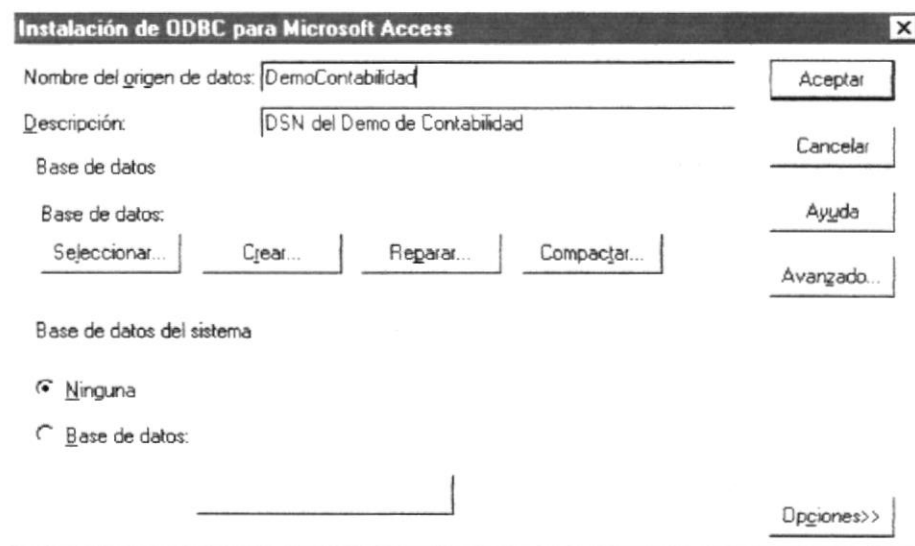 Instalación de ODBC para Microsoft Access
Nombre del origen de datos: DemoContabilidad
Aceptar
Descripción: DSN del Demo de Contabilidad
Cancelar
Base de datos
Base de datos:
Ayuda
Seleccionar... Crear... Reparar... Compactar...
Avanzado...
Base de datos del sistema
Ninguna
Base de datos:
Opciones>>